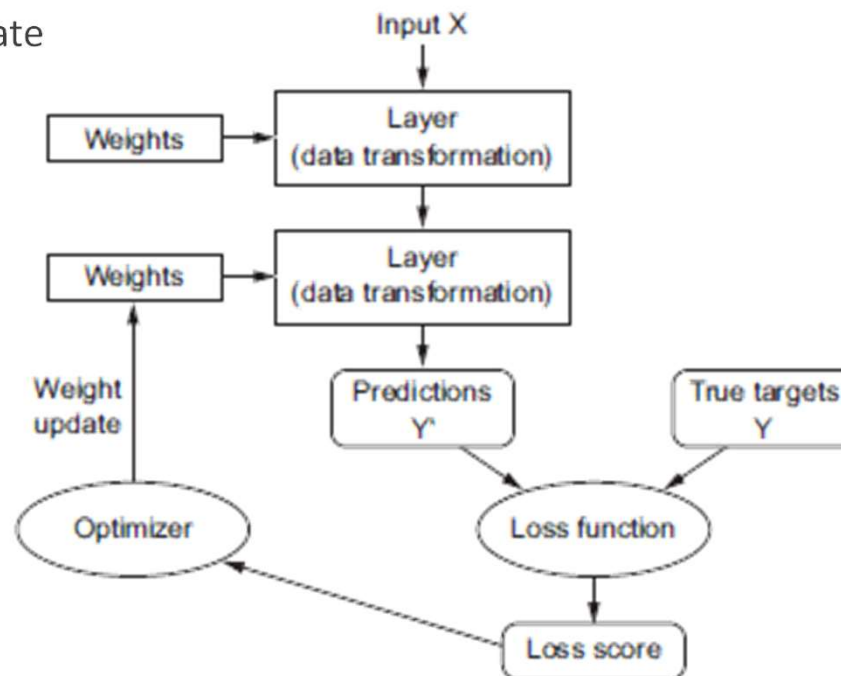 ate
Input X
Weights
Layer
(data transformation)
Weights
Layer
(data transformation)
Weight
update
Predictions
Y'
True targets
Y
Optimizer
Loss function
Loss score